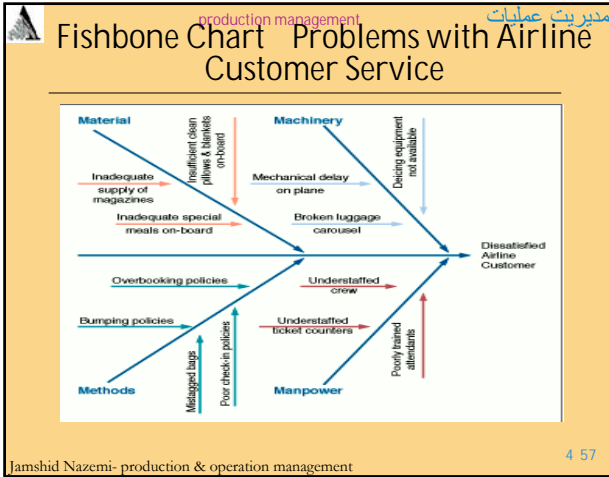 production management
مدیریت عملیات
Fishbone Chart Problems with Airline
Customer Service
Material
Machinery
Insufficient clean
pillows & blankets
on-board
Deicing equipment
not available
Inadequate
supply of
magazines
Mechanical delay
on plane
Inadequate special
meals on-board
Broken luggage
carousel
Dissatisfied
Airline
Customer
Overbooking policies
Understaffed
crew
Bumping policies
Understaffed
ticket counters
Mistagged bags
Poor check-in policies
Poorly trained
attendants
Methods
Manpower
Jamshid Nazemi- production & operation management
4 57